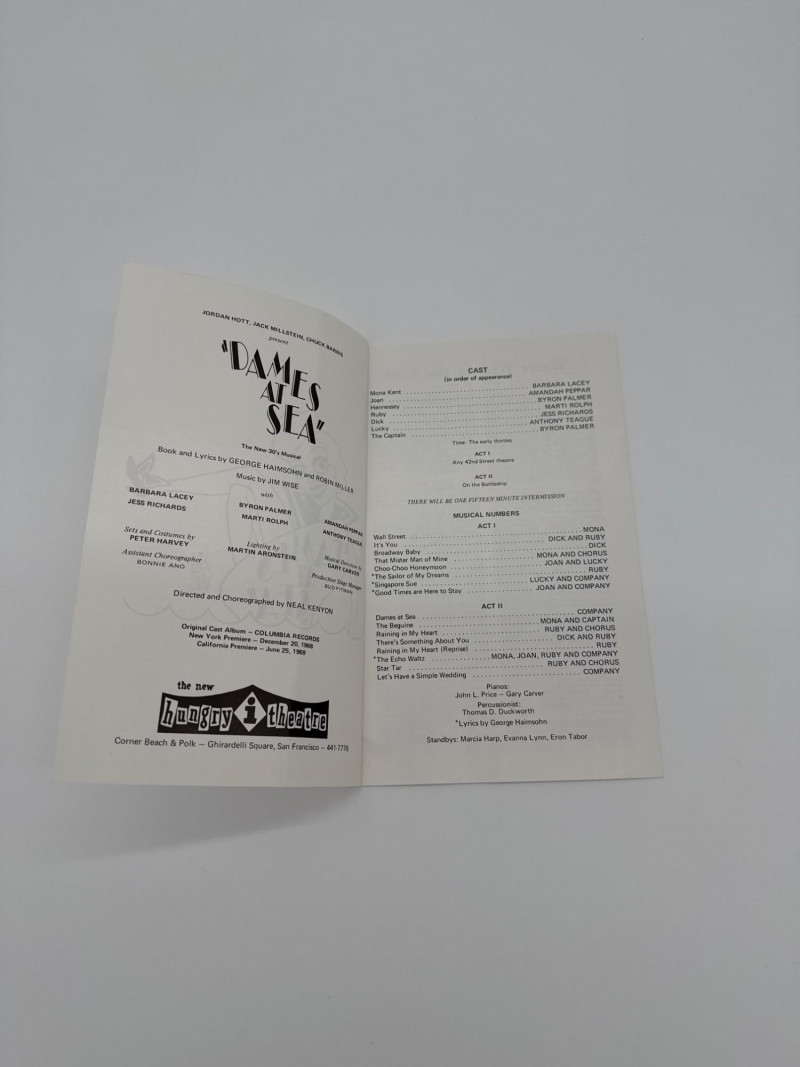 JORDAN HOTT, JACK MILLSTEIN, CHUCK BARNIS
present
"DAMES
AT
SEA"
The New 30's Musical
Book and Lyrics by GEORGE HAIMSOHN and ROBIN MILLER
Music by JIM WISE
with
BARBARA LACEY BYRON PALMER AMANDAH PEPPAR
JESS RICHARDS MARTI ROLPH ANTHONY TEAGUE
Sets and Costumes by
PETER HARVEY
Lighting by
MARTIN ARONSTEIN
Musical Direction by
GARY CARVER
Assistant Choreographer
BONNIE ANO
Production Stage Manager
BUD PITMAN
Directed and Choreographed by NEAL KENYON
Original Cast Album — COLUMBIA RECORDS
New York Premiere — December 20, 1968
California Premiere — June 25, 1969
the new
hungry i theatre
Corner Beach & Polk — Ghirardelli Square, San Francisco — 441-7776
CAST
(in order of appearance)
Mona Kent . . . . . . . . . . BARBARA LACEY
Joan . . . . . . . . . . AMANDAH PEPPAR
Hennesey . . . . . . . . . . BYRON PALMER
Ruby . . . . . . . . . . MARTI ROLPH
Dick . . . . . . . . . . JESS RICHARDS
Lucky . . . . . . . . . . ANTHONY TEAGUE
The Captain . . . . . . . . . . BYRON PALMER
Time: The early thirties
ACT I
Any 42nd Street theatre
ACT II
On the Battleship
THERE WILL BE ONE FIFTEEN MINUTE INTERMISSION
MUSICAL NUMBERS
ACT I
Wall Street . . . . . . . . . . MONA
It's You . . . . . . . . . . DICK AND RUBY
Broadway Baby . . . . . . . . . . DICK
That Mister Man of Mine . . . . . . . . . . MONA AND CHORUS
Choo-Choo Honeymoon . . . . . . . . . . JOAN AND LUCKY
*The Sailor of My Dreams . . . . . . . . . . RUBY
*Singapore Sue . . . . . . . . . . LUCKY AND COMPANY
*Good Times are Here to Stay . . . . . . . . . . JOAN AND COMPANY
ACT II
Dames at Sea . . . . . . . . . . COMPANY
The Beguine . . . . . . . . . . MONA AND CAPTAIN
Raining in My Heart . . . . . . . . . . RUBY AND CHORUS
There's Something About You . . . . . . . . . . DICK AND RUBY
Raining in My Heart (Reprise) . . . . . . . . . . RUBY
*The Echo Waltz . . . . . . . . . . MONA, JOAN, RUBY AND COMPANY
Star Tar . . . . . . . . . . RUBY AND CHORUS
Let's Have a Simple Wedding . . . . . . . . . . COMPANY
Pianos:
John L. Price — Gary Carver
Percussionist:
Thomas D. Duckworth
*Lyrics by George Haimsohn
Standbys: Marcia Harp, Evanna Lynn, Eron Tabor